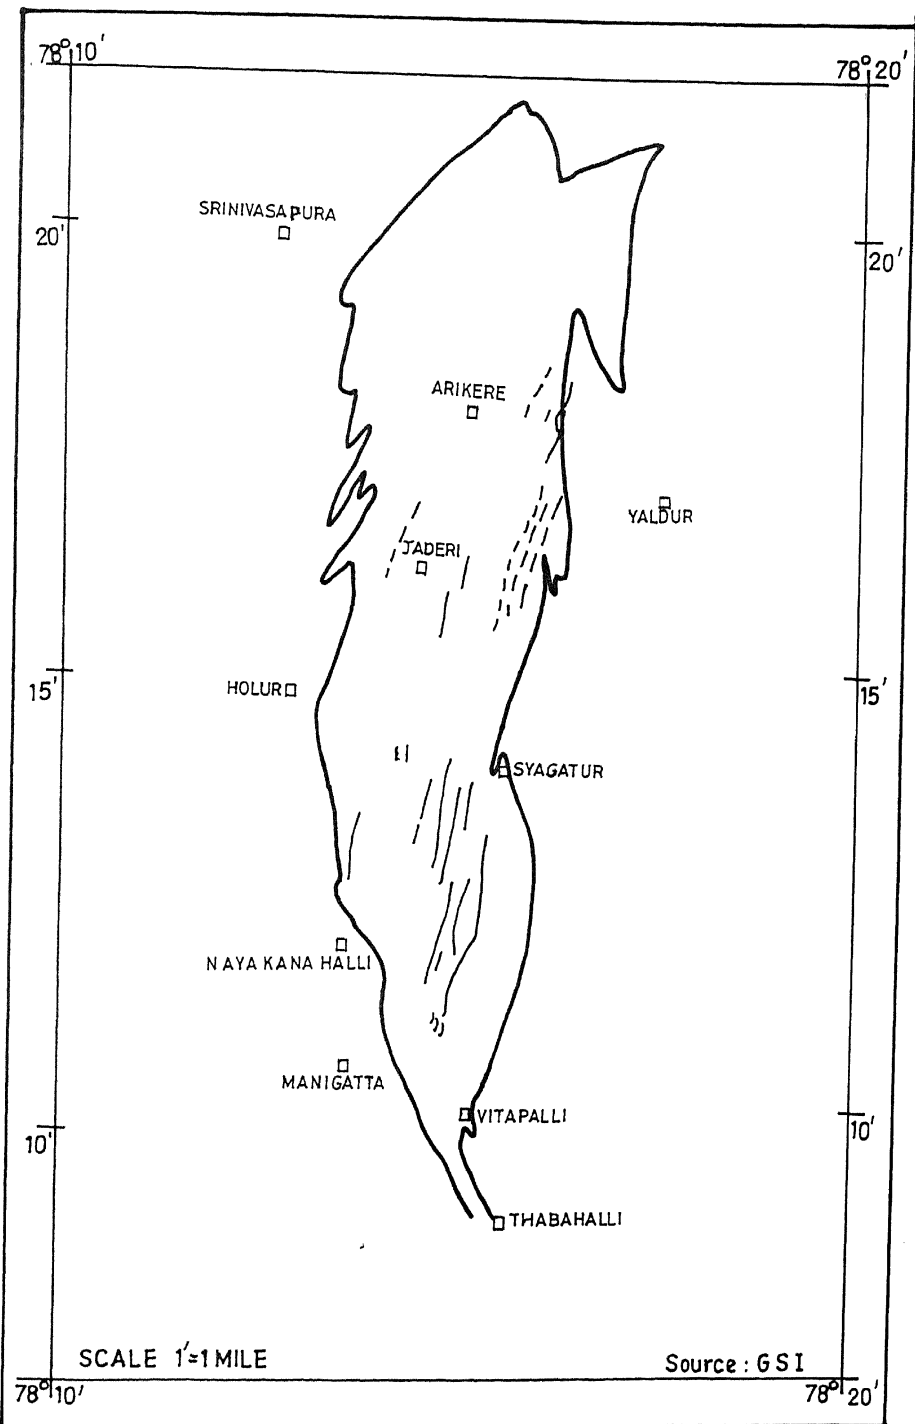 78°10'
78°20'
SRINIVASAPURA
20'
20'
ARIKERE
YALDUR
JADERI
15'
15'
HOLUR
SYAGATUR
NAYAKANAHALLI
MANIGATTA
VITAPALLI
10'
10'
THABAHALLI
SCALE 1'=1 MILE
Source: GSI
78°10'
78°20'